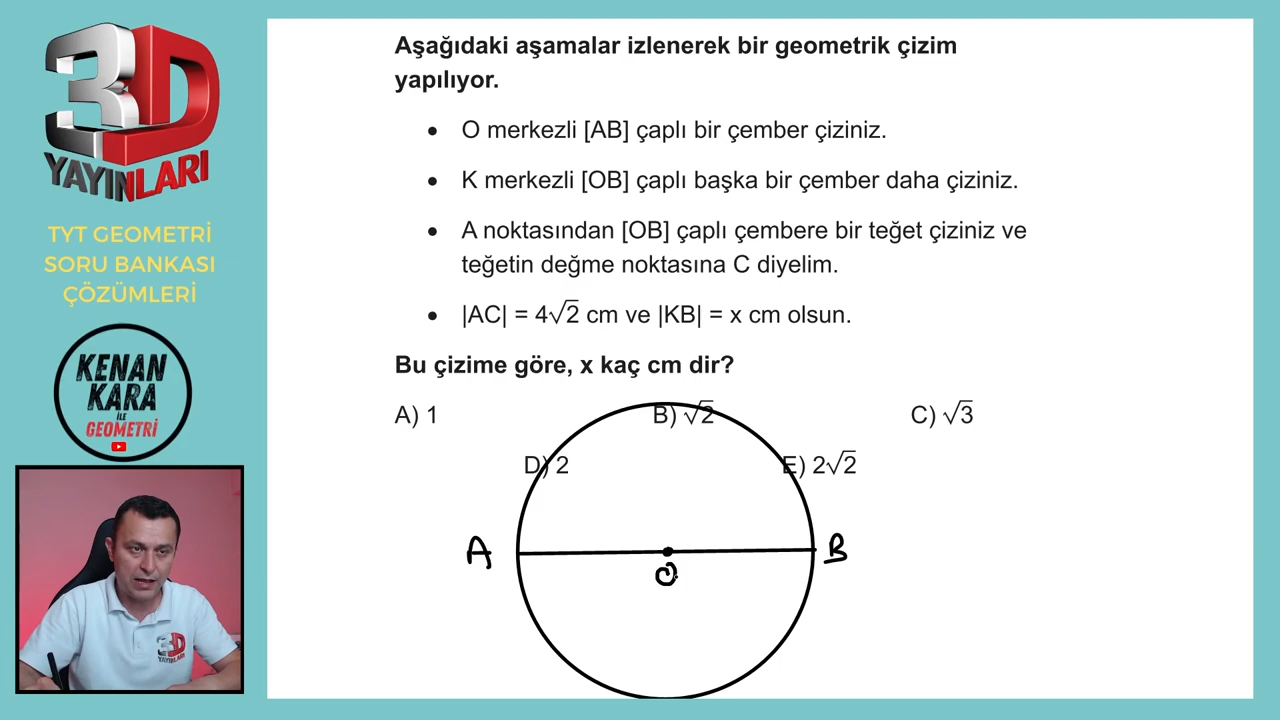 3D
YAYINLARI
TYT GEOMETRİ
SORU BANKASI
ÇÖZÜMLERİ
KENAN
KARA
İLE
GEOMETRİ
Aşağıdaki aşamalar izlenerek bir geometrik çizim
yapılıyor.
• O merkezli [AB] çaplı bir çember çiziniz.
• K merkezli [OB] çaplı başka bir çember daha çiziniz.
• A noktasından [OB] çaplı çembere bir teğet çiziniz ve
teğetin değme noktasına C diyelim.
• |AC| = 4√2 cm ve |KB| = x cm olsun.
Bu çizime göre, x kaç cm dir?
A) 1 B) √2 C) √3
D) 2 E) 2√2
A B
O
3D
YAYINLARI